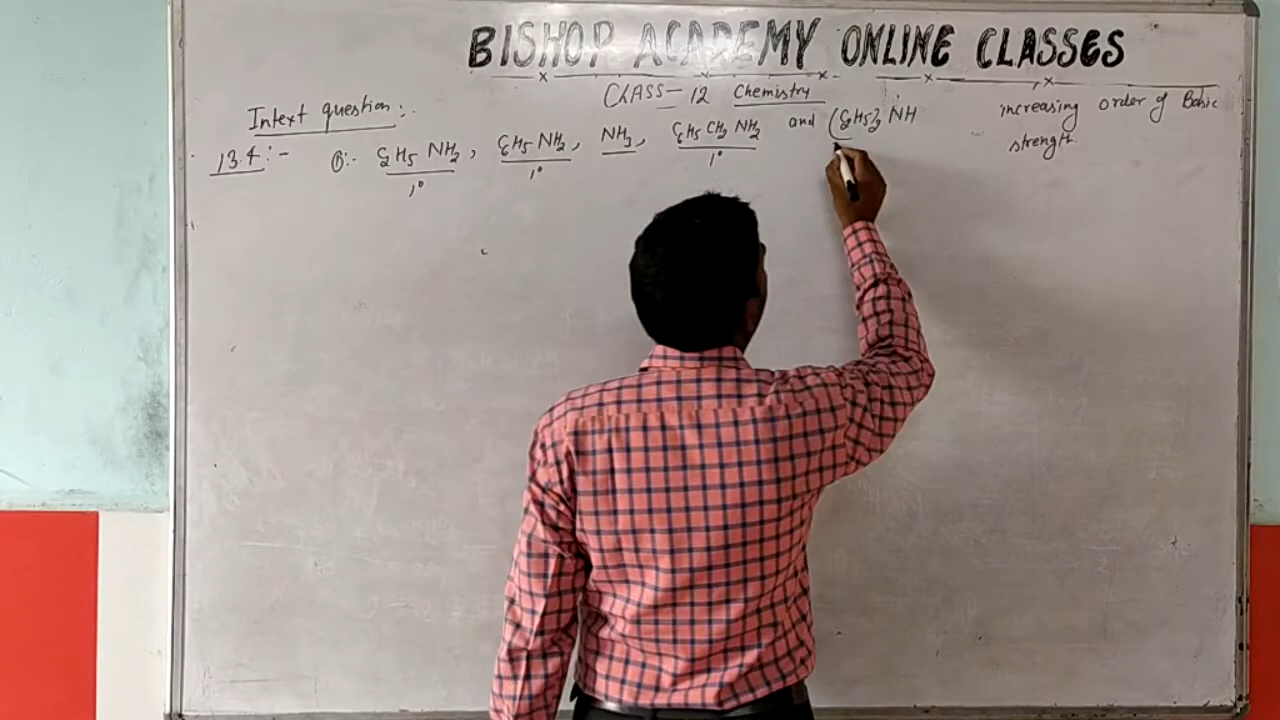 BISHOP ACADEMY ONLINE CLASSES
CLASS - 12 Chemistry
Intext question :-
13.4 :- (i):- C2H5 NH2, C6H5 NH2, NH3, C6H5 CH2 NH2 and (C2H5)2 NH increasing order of Basic
strength.
1° 1° 1°